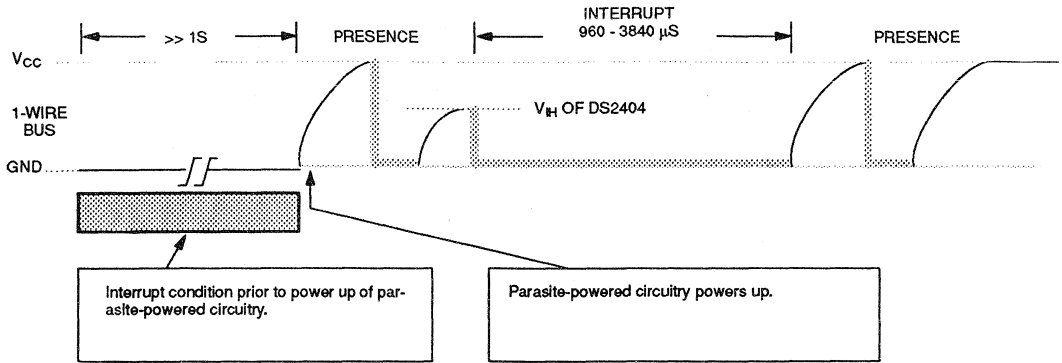 INTERRUPT
>> 1S PRESENCE 960 - 3840 µS PRESENCE
VCC
1-WIRE
BUS
VIH OF DS2404
GND
Interrupt condition prior to power up of par-
asite-powered circuitry.
Parasite-powered circuitry powers up.